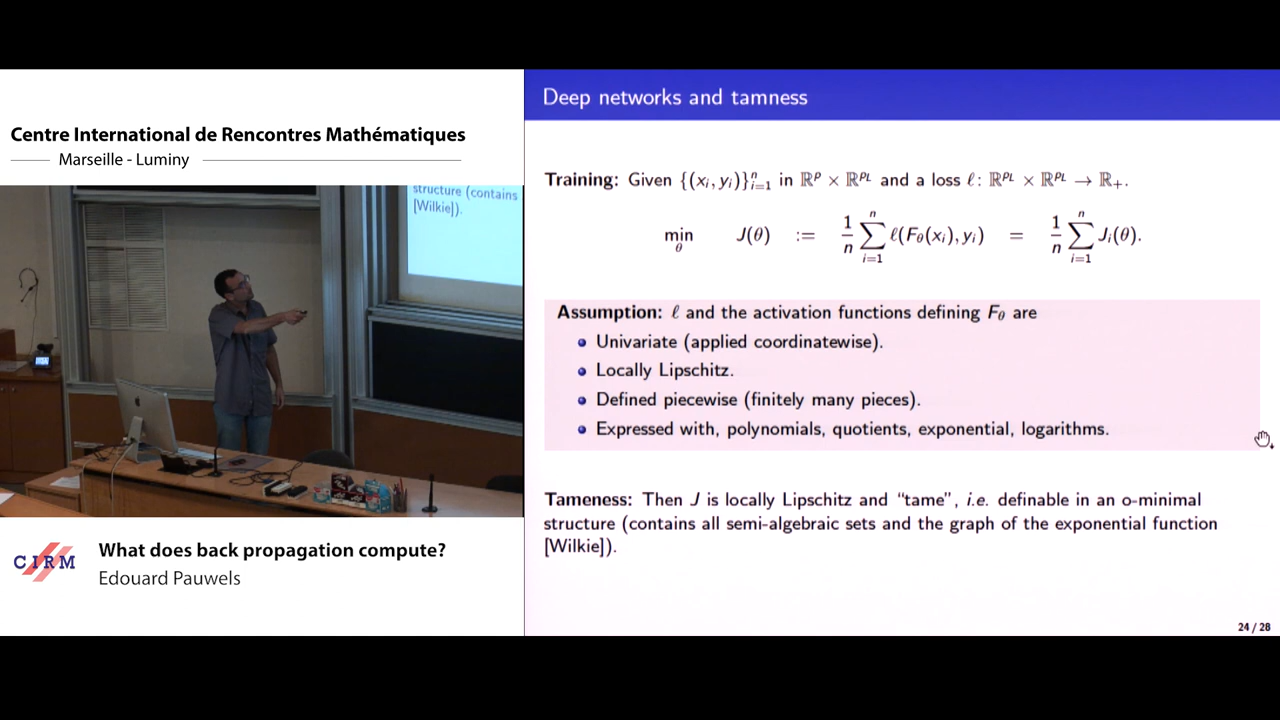 Centre International de Rencontres Mathématiques
Marseille - Luminy
structure (contains
[Wilkie]).
CIRM
What does back propagation compute?
Edouard Pauwels
Deep networks and tamness
Training: Given {(xᵢ, yᵢ)}ⁿᵢ₌₁ in ℝᵖ × ℝᵖᴸ and a loss ℓ: ℝᵖᴸ × ℝᵖᴸ → ℝ₊.
min_θ J(θ) := 1/n ∑ⁿᵢ₌₁ ℓ(F_θ(xᵢ), yᵢ) = 1/n ∑ⁿᵢ₌₁ Jᵢ(θ).
Assumption: ℓ and the activation functions defining F_θ are
• Univariate (applied coordinatewise).
• Locally Lipschitz.
• Defined piecewise (finitely many pieces).
• Expressed with, polynomials, quotients, exponential, logarithms.
Tameness: Then J is locally Lipschitz and “tame”, i.e. definable in an o-minimal
structure (contains all semi-algebraic sets and the graph of the exponential function
[Wilkie]).
24 / 28